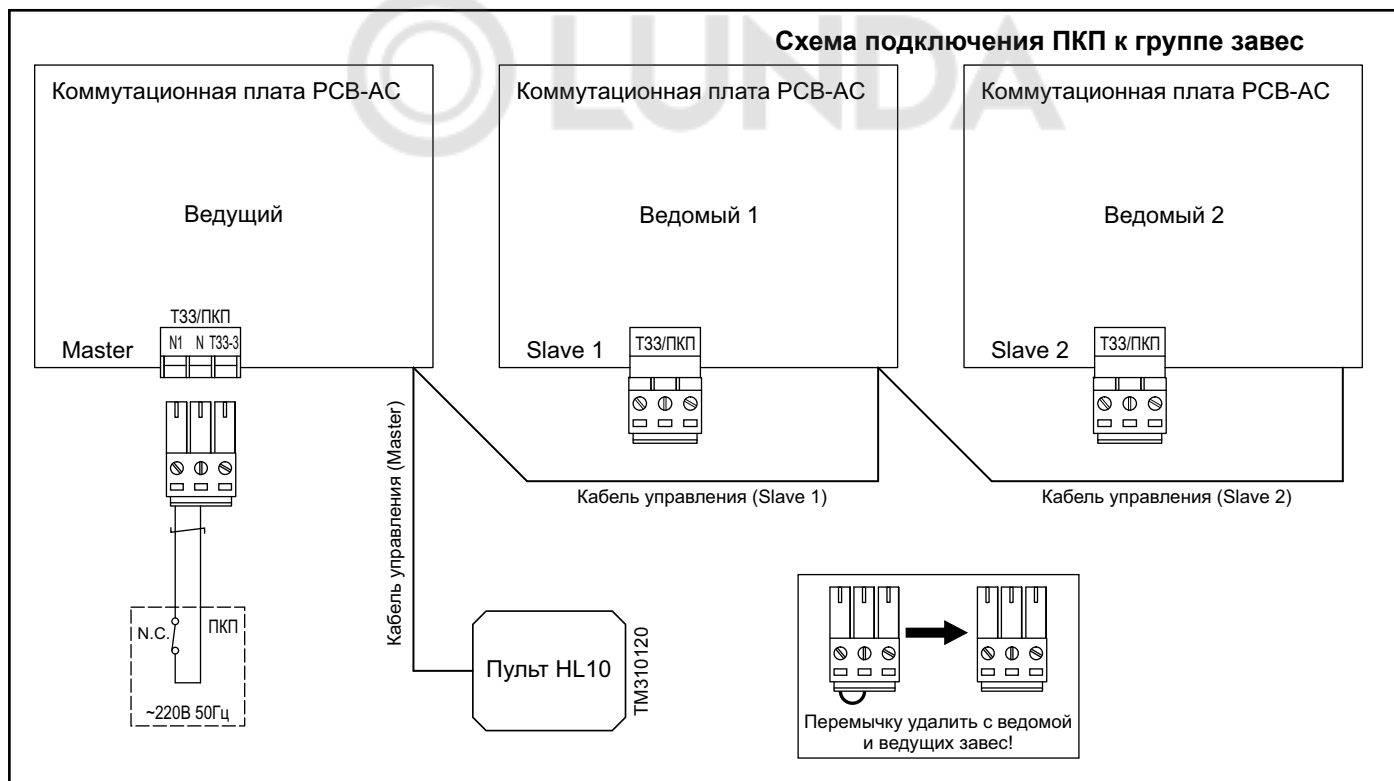 LUNDA
Схема подключения ПКП к группе завес
Коммутационная плата PCB-AC
Ведущий
ТЗЗ/ПКП
N1 N ТЗЗ-3
Master
Коммутационная плата PCB-AC
Ведомый 1
Slave 1
ТЗЗ/ПКП
Коммутационная плата PCB-AC
Ведомый 2
Slave 2
ТЗЗ/ПКП
Кабель управления (Master)
Кабель управления (Slave 1)
Кабель управления (Slave 2)
N.C.
ПКП
~220В 50Гц
Пульт HL10
TM310120
Перемычку удалить с ведомой
и ведущих завес!